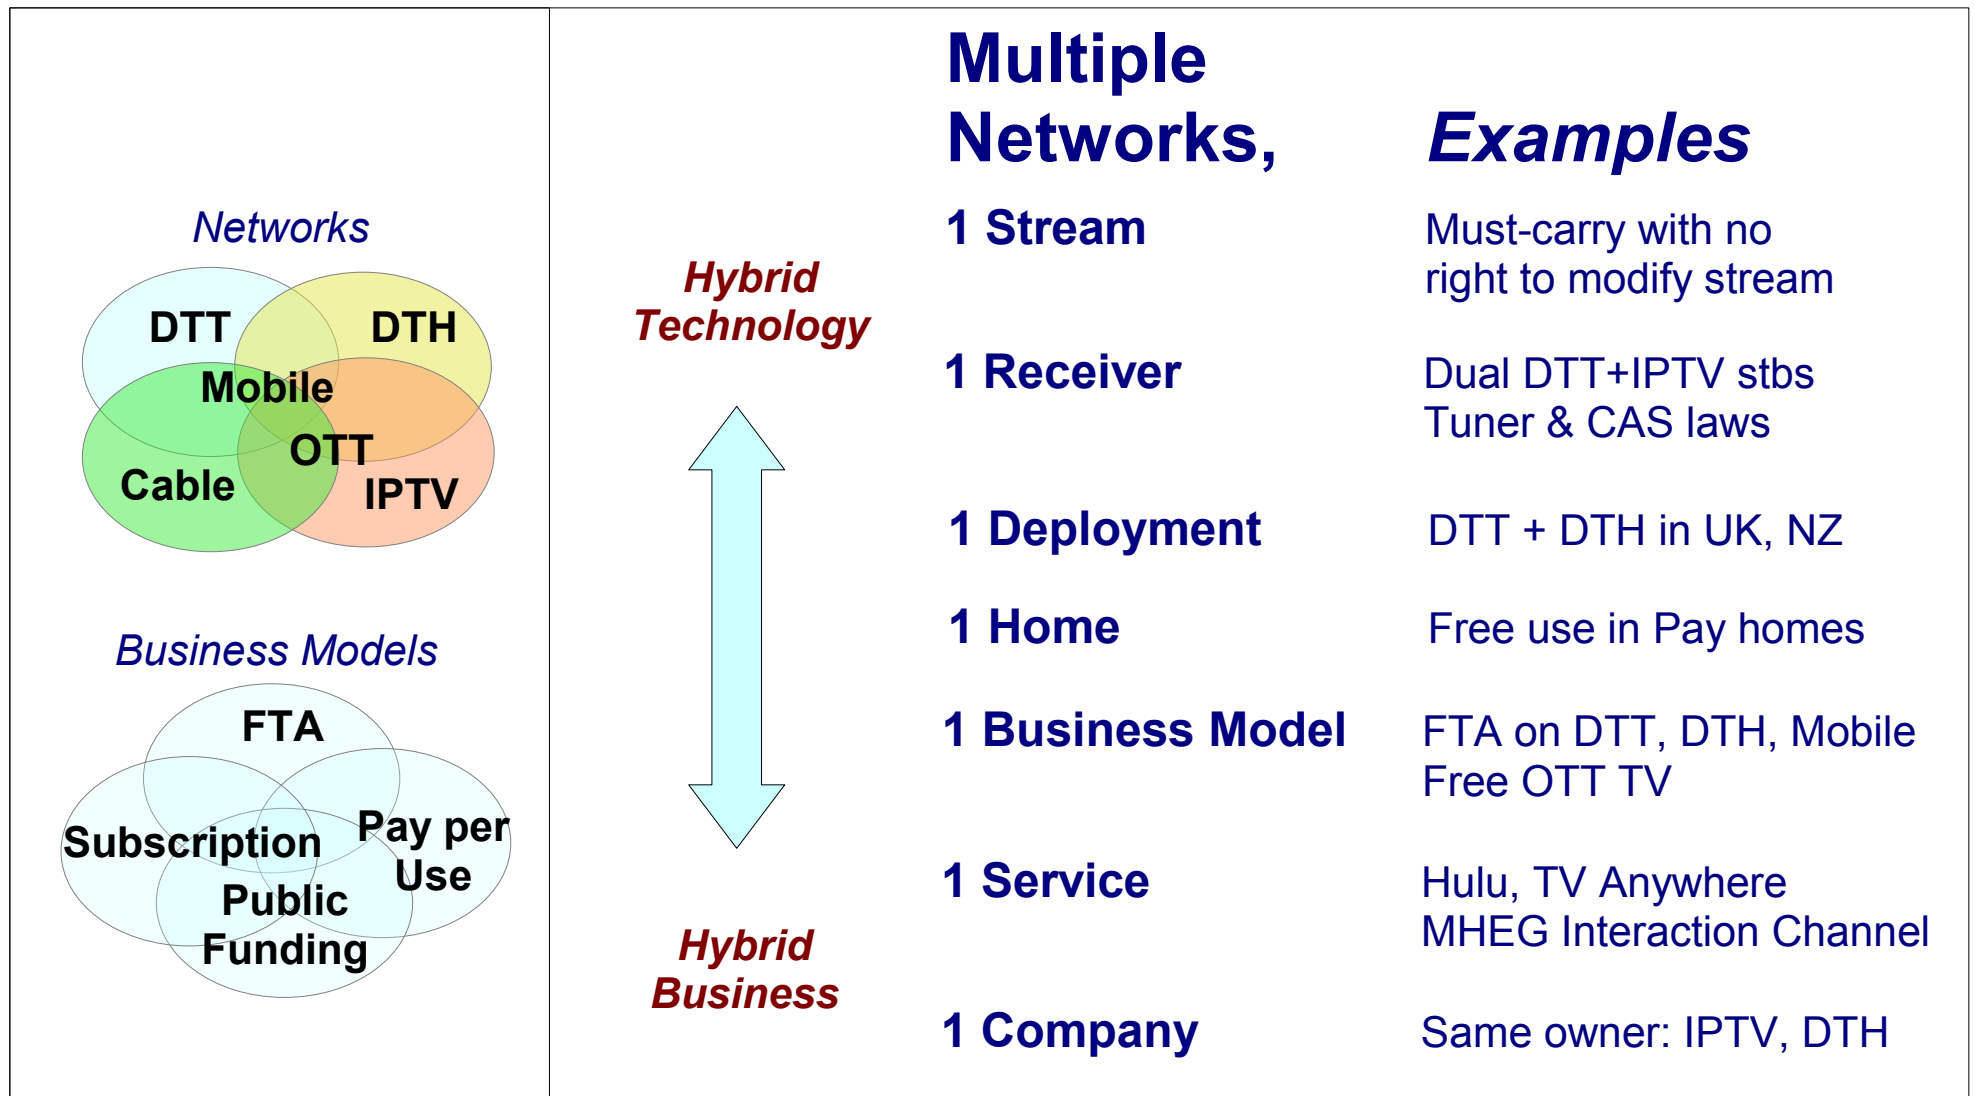 Networks
DTT
DTH
Mobile
OTT
Cable
IPTV
Business Models
FTA
Subscription
Pay per
Use
Public
Funding
Hybrid
Technology
Hybrid
Business
Multiple
Networks,
Examples
1 Stream
Must-carry with no
right to modify stream
1 Receiver
Dual DTT+IPTV stbs
Tuner & CAS laws
1 Deployment
DTT + DTH in UK, NZ
1 Home
Free use in Pay homes
1 Business Model
FTA on DTT, DTH, Mobile
Free OTT TV
1 Service
Hulu, TV Anywhere
MHEG Interaction Channel
1 Company
Same owner: IPTV, DTH